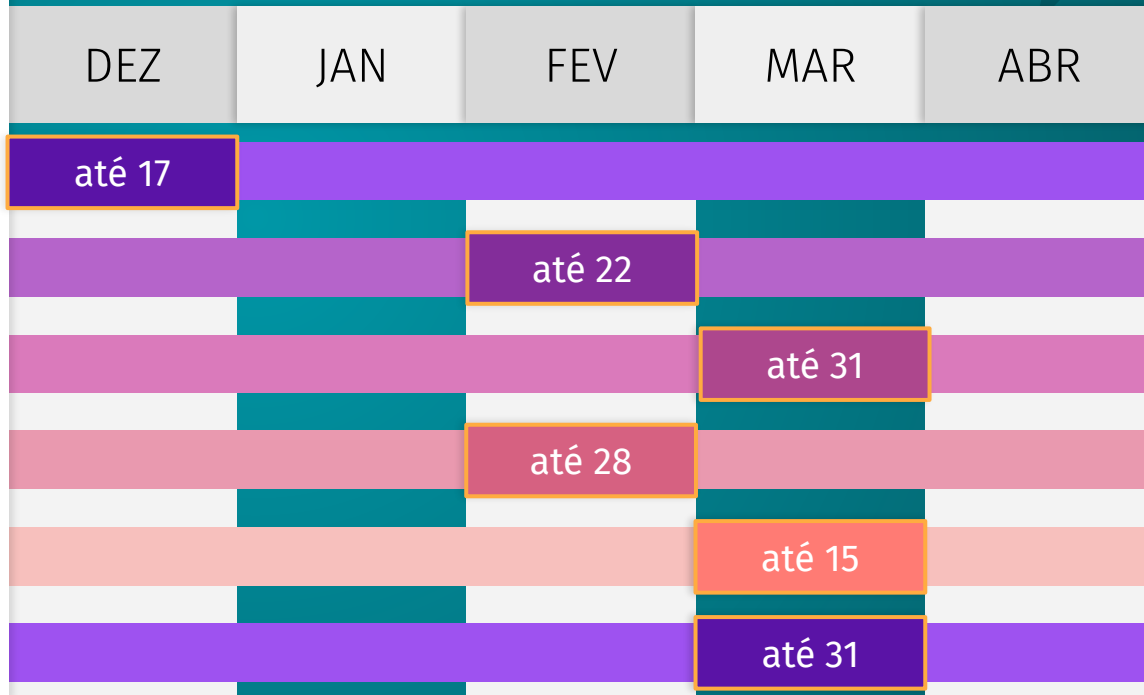 DEZ JAN FEV MAR ABR
até 17
até 22
até 31
até 28
até 15
até 31